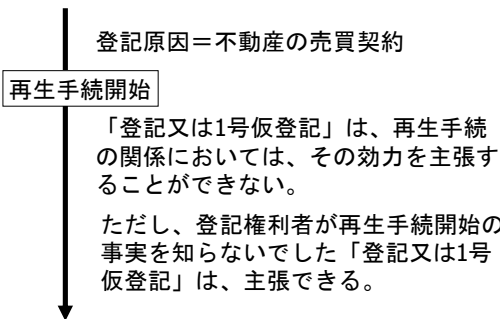 登記原因＝不動産の売買契約
再生手続開始
「登記又は1号仮登記」は、再生手続
の関係においては、その効力を主張す
ることができない。
ただし、登記権利者が再生手続開始の
事実を知らないでした「登記又は1号
仮登記」は、主張できる。